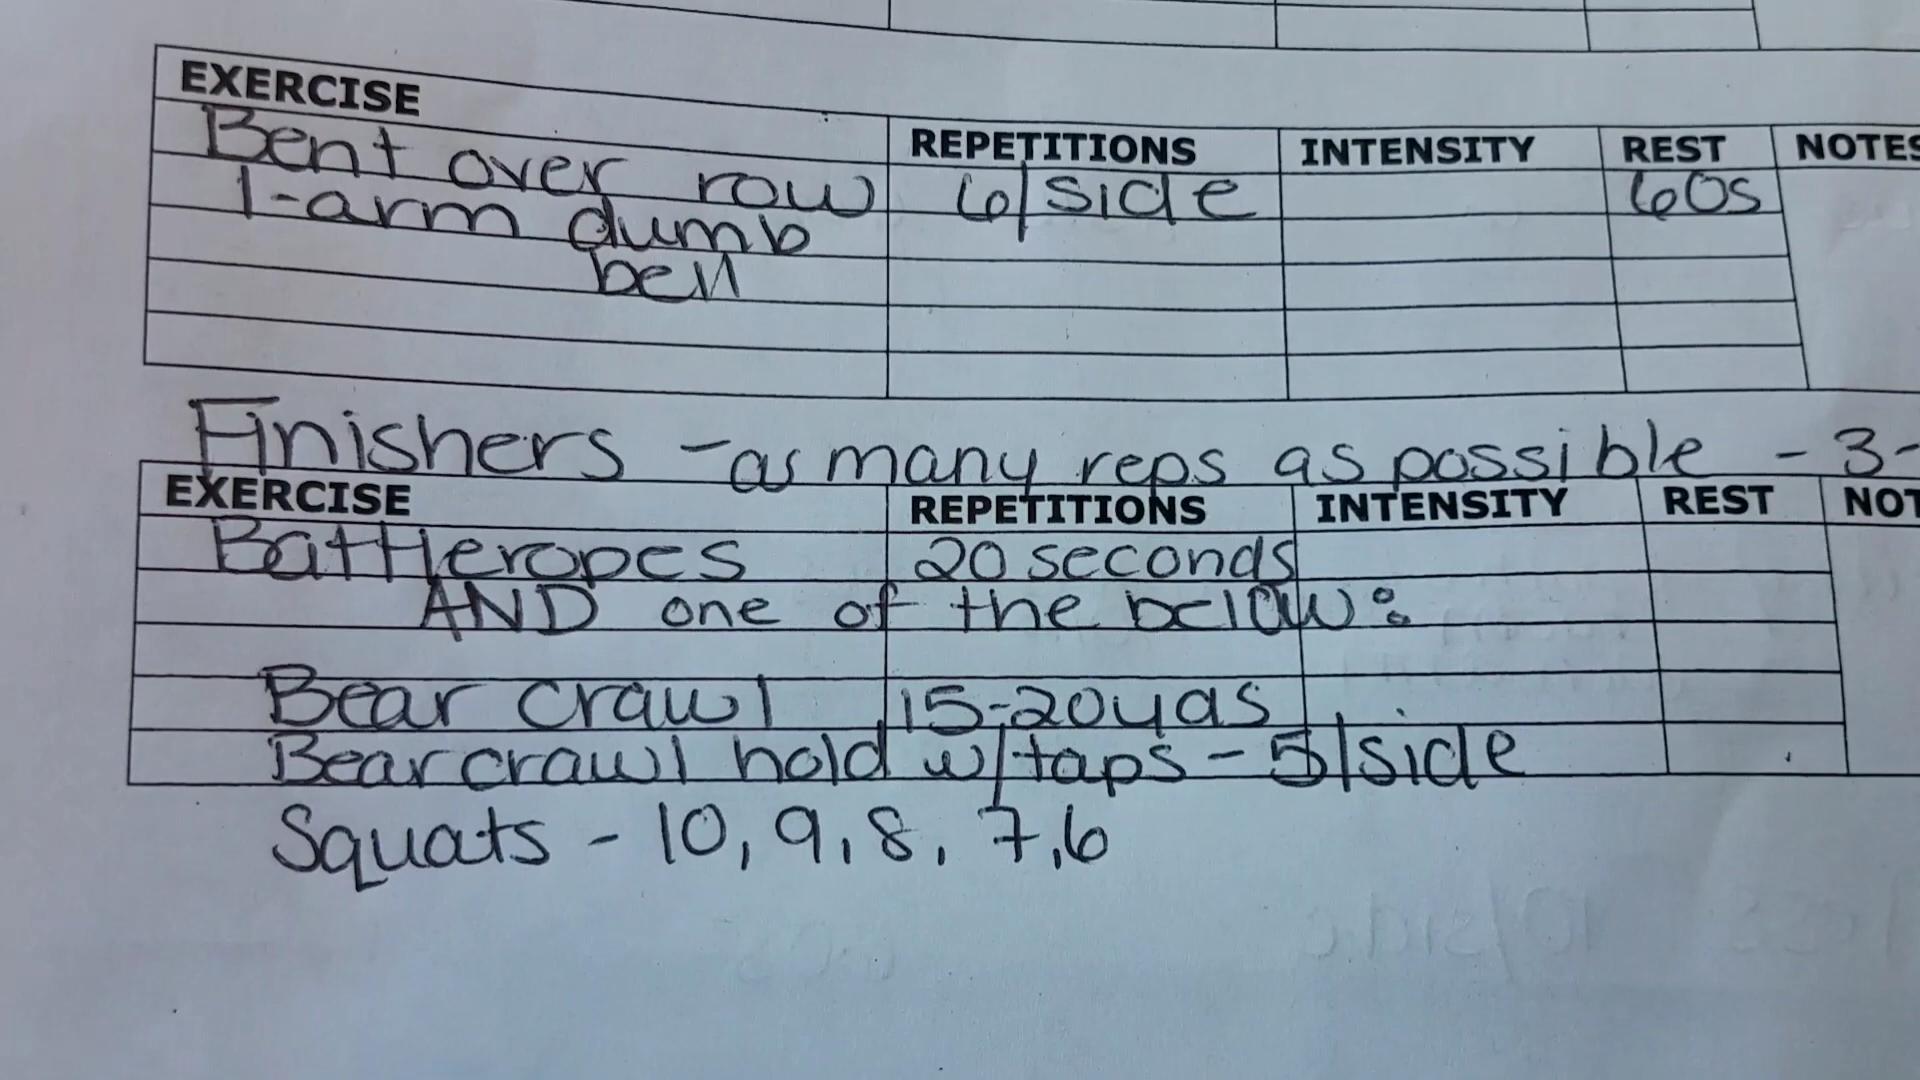 EXERCISE REPETITIONS INTENSITY REST NOTES
Bent over row 6/side 60s
1-arm dumb
bell
Finishers - as many reps as possible - 3-
EXERCISE REPETITIONS INTENSITY REST NOT
Battleropes 20 seconds
AND one of the below:
Bear crawl 15-20yds
Bear crawl hold w/taps - 5/side
Squats - 10, 9, 8, 7, 6